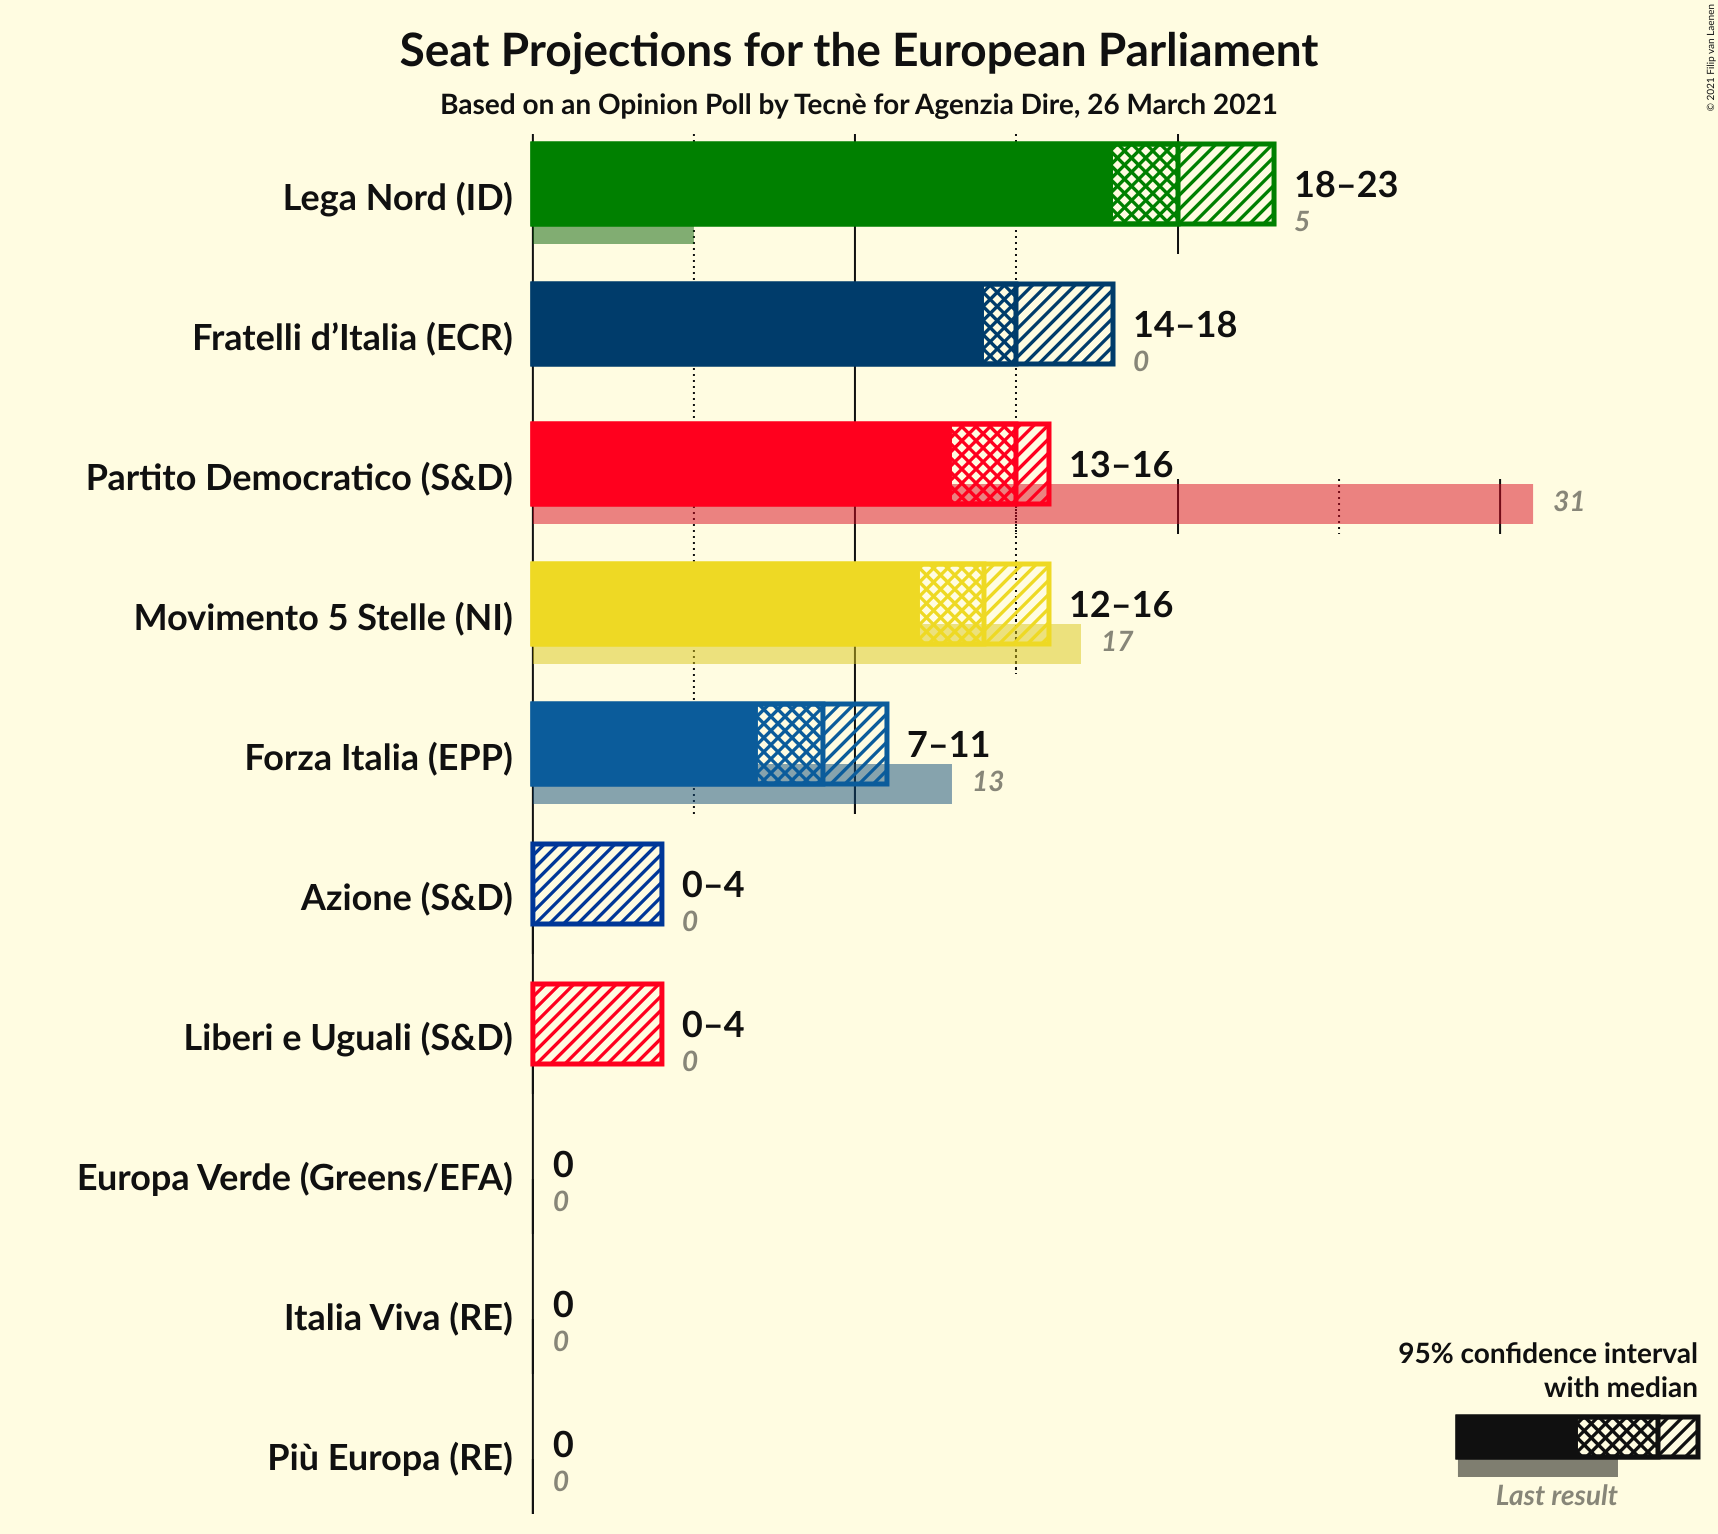 Seat Projections for the European Parliament
Based on an Opinion Poll by Tecnè for Agenzia Dire, 26 March 2021
© 2021 Filip van Laenen
Lega Nord (ID)
18–23
5
Fratelli d’Italia (ECR)
14–18
0
Partito Democratico (S&D)
13–16
31
Movimento 5 Stelle (NI)
12–16
17
Forza Italia (EPP)
7–11
13
Azione (S&D)
0–4
0
Liberi e Uguali (S&D)
0–4
0
Europa Verde (Greens/EFA)
0
0
Italia Viva (RE)
0
0
Più Europa (RE)
0
0
95% confidence interval
with median
Last result